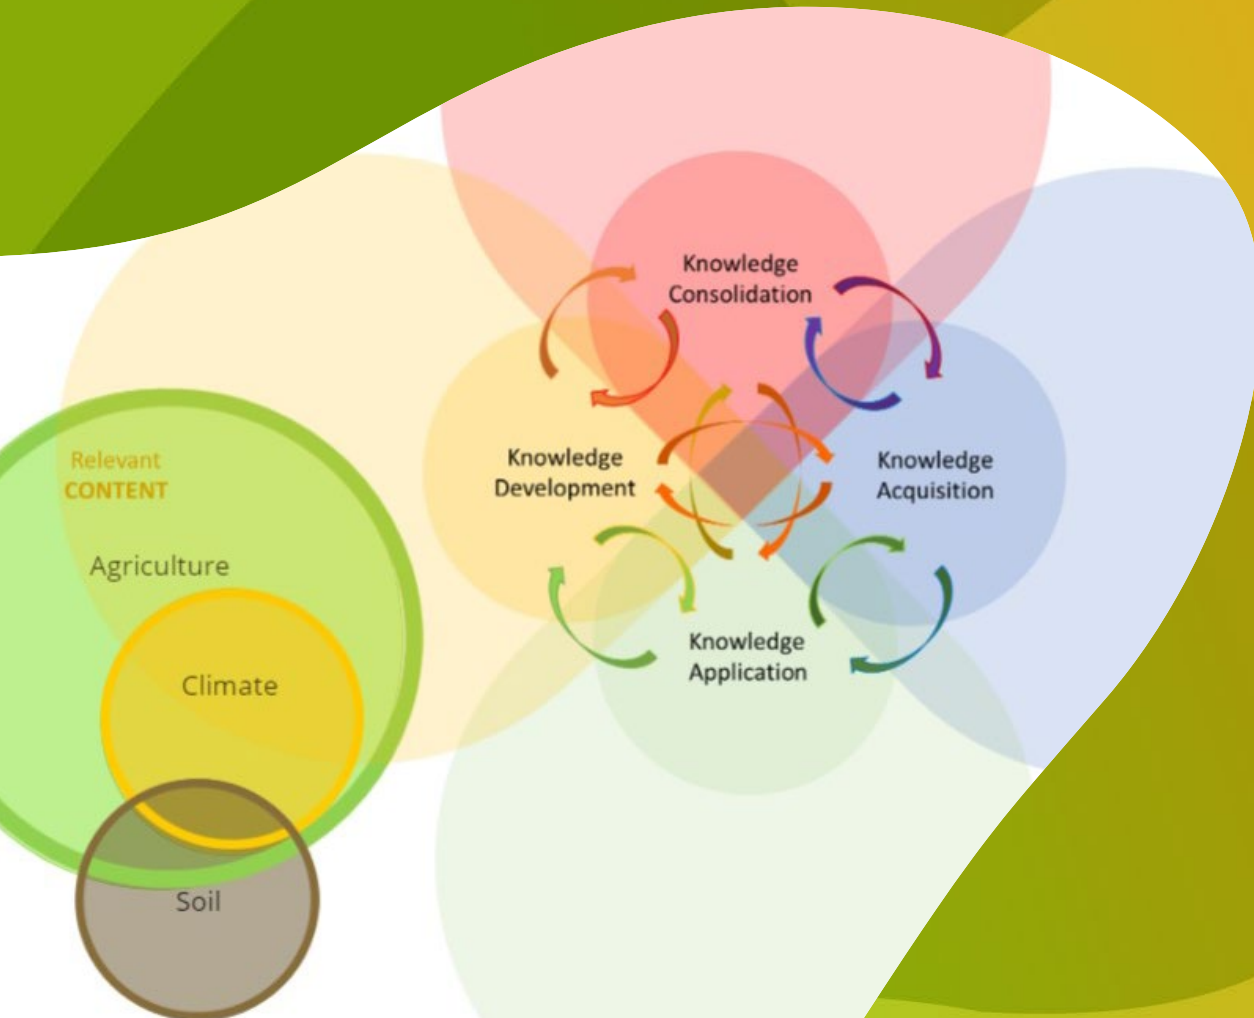 Knowledge
Consolidation
Knowledge
Development
Knowledge
Acquisition
Relevant
CONTENT
Agriculture
Knowledge
Application
Climate
Soil